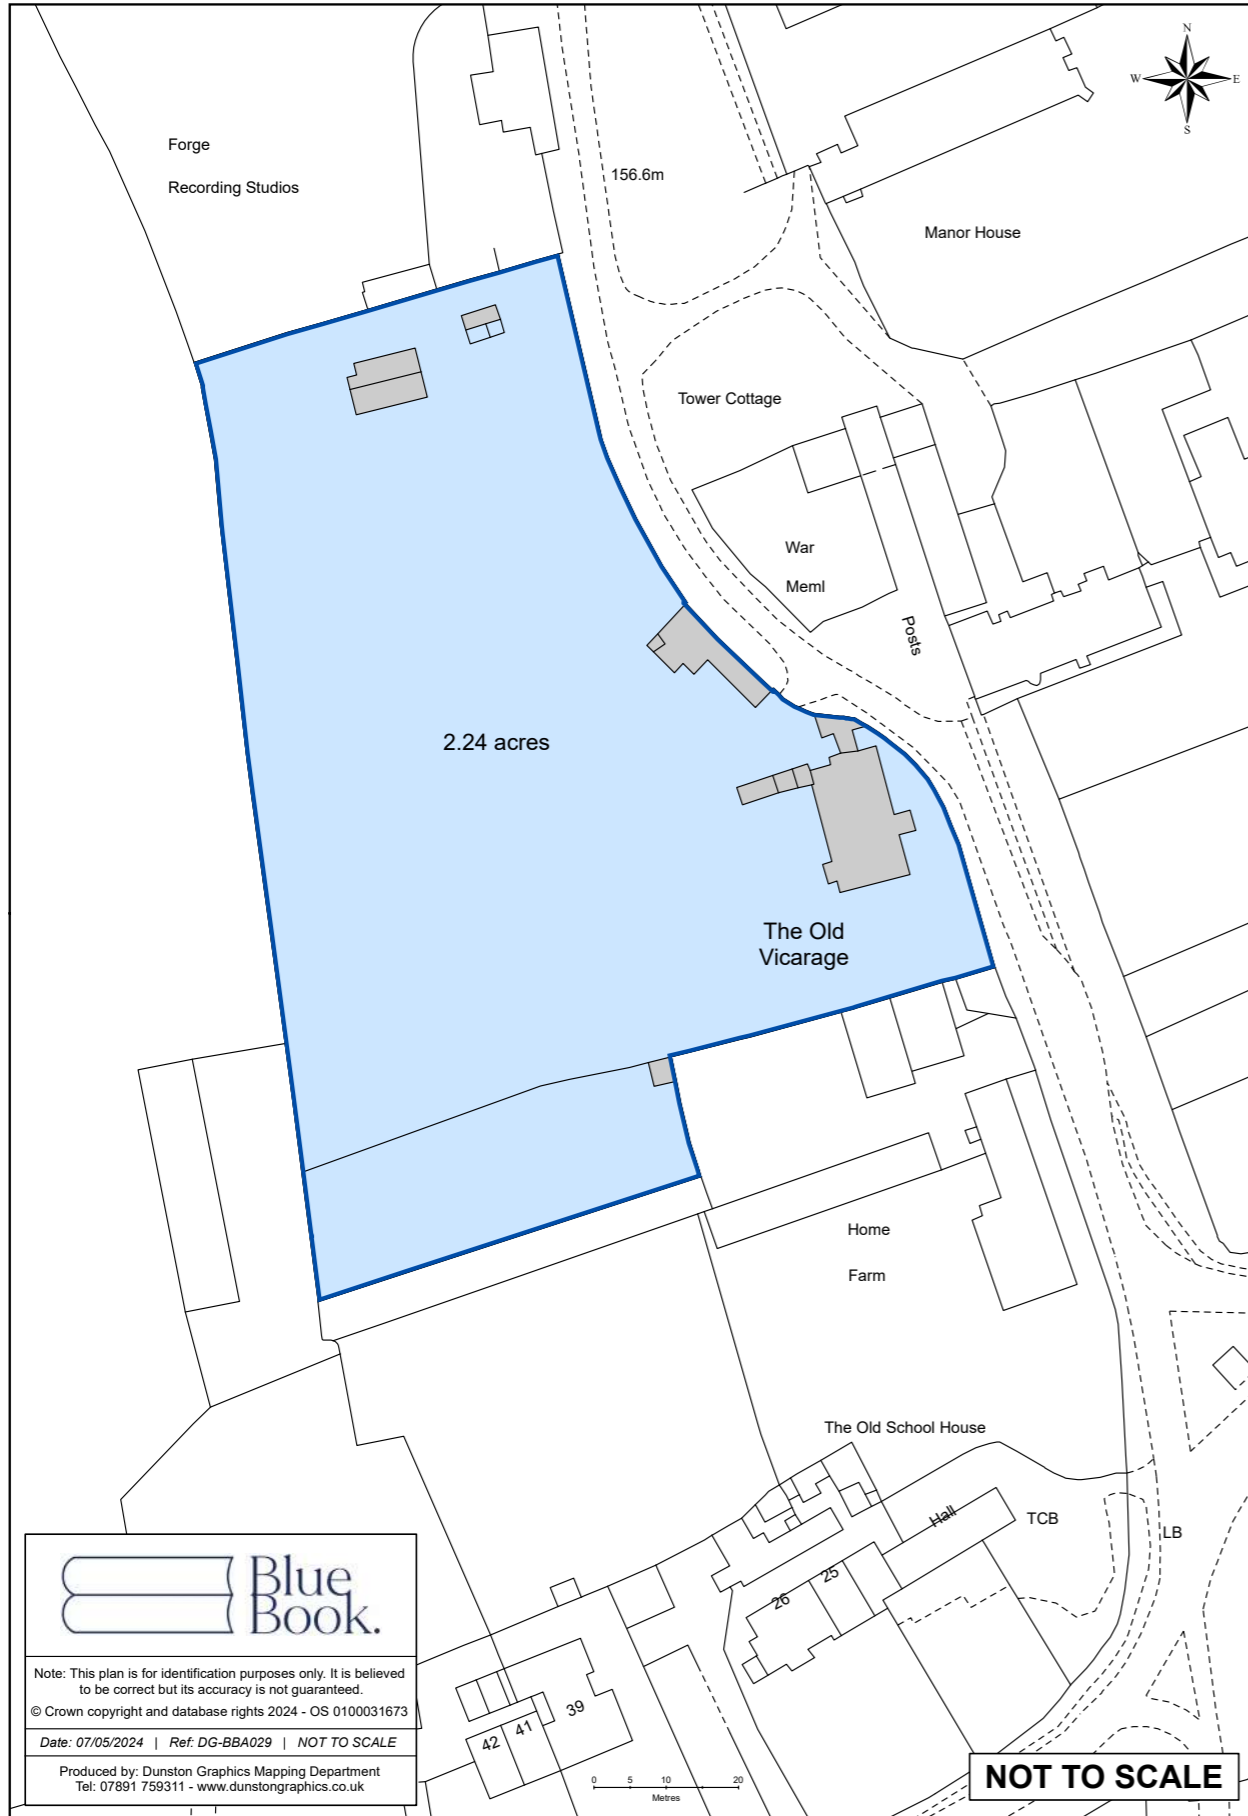 N
W E
S
Forge
Recording Studios
156.6m
Manor House
Tower Cottage
War
Meml
Posts
2.24 acres
The Old
Vicarage
Home
Farm
The Old School House
Hall
TCB
LB
25
26
39
41
42
Blue
Book.
Note: This plan is for identification purposes only. It is believed
to be correct but its accuracy is not guaranteed.
© Crown copyright and database rights 2024 - OS 0100031673
Date: 07/05/2024 | Ref: DG-BBA029 | NOT TO SCALE
Produced by: Dunston Graphics Mapping Department
Tel: 07891 759311 - www.dunstongraphics.co.uk
0 5 10 20
Metres
NOT TO SCALE